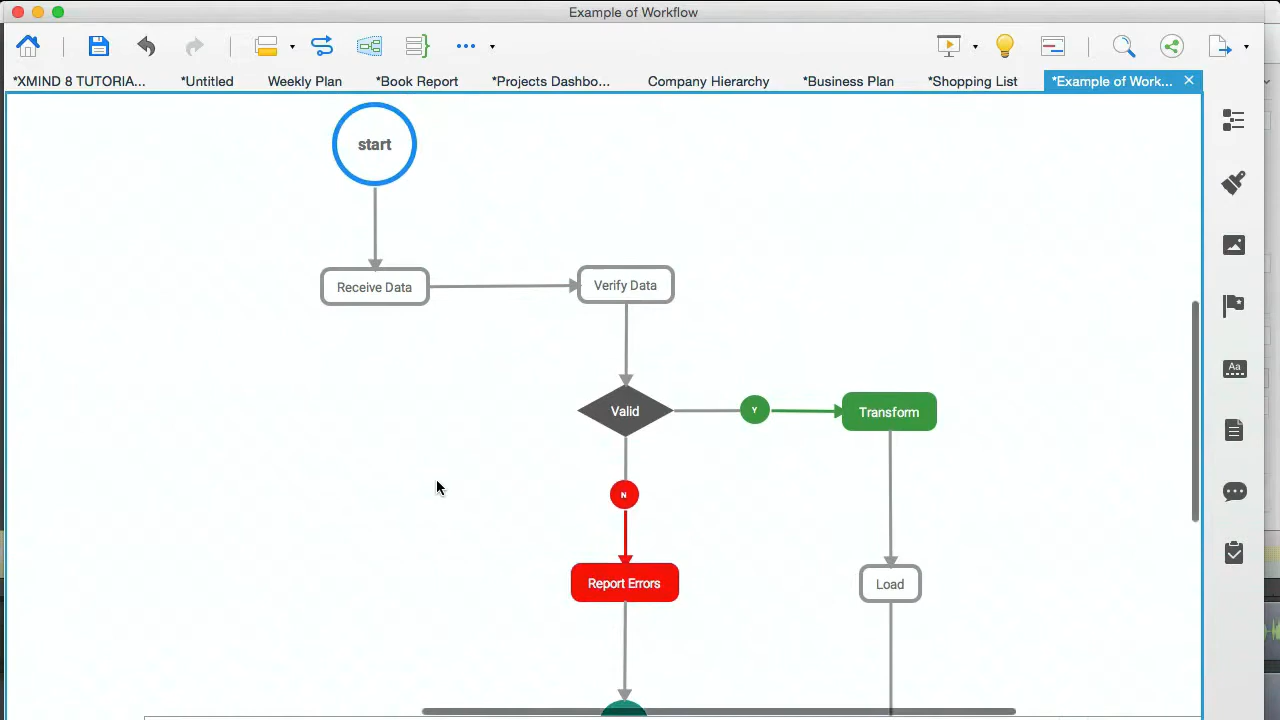 Example of Workflow
*XMIND 8 TUTORIA...
*Untitled
Weekly Plan
*Book Report
*Projects Dashbo...
Company Hierarchy
*Business Plan
*Shopping List
*Example of Work...
start
Receive Data
Verify Data
Valid
Y
Transform
N
Report Errors
Load
Aa